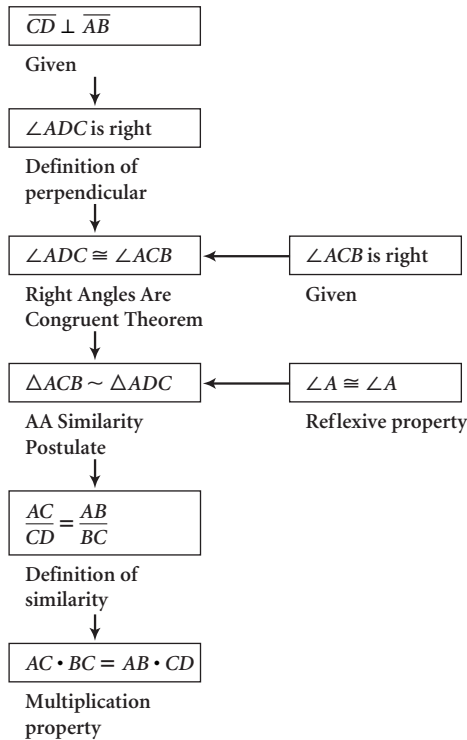 CD ⊥ AB
Given
∠ADC is right
Definition of
perpendicular
∠ADC ≅ ∠ACB
∠ACB is right
Right Angles Are
Congruent Theorem
Given
△ACB ~ △ADC
∠A ≅ ∠A
AA Similarity
Postulate
Reflexive property
AC/CD = AB/BC
Definition of
similarity
AC • BC = AB • CD
Multiplication
property